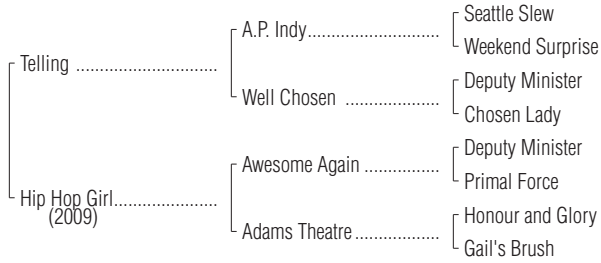 Seattle Slew
A.P. Indy........................
Weekend Surprise
Telling ..........................
Deputy Minister
Well Chosen .................
Chosen Lady
Deputy Minister
Awesome Again ..............
Primal Force
Hip Hop Girl...................
(2009)
Honour and Glory
Adams Theatre................
Gail's Brush